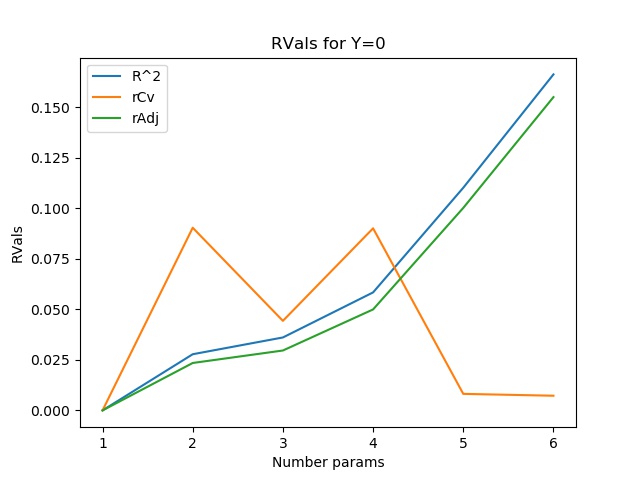 RVals for Y=0
R^2
rCv
rAdj
0.150
0.125
0.100
0.075
0.050
0.025
0.000
RVals
1 2 3 4 5 6
Number params